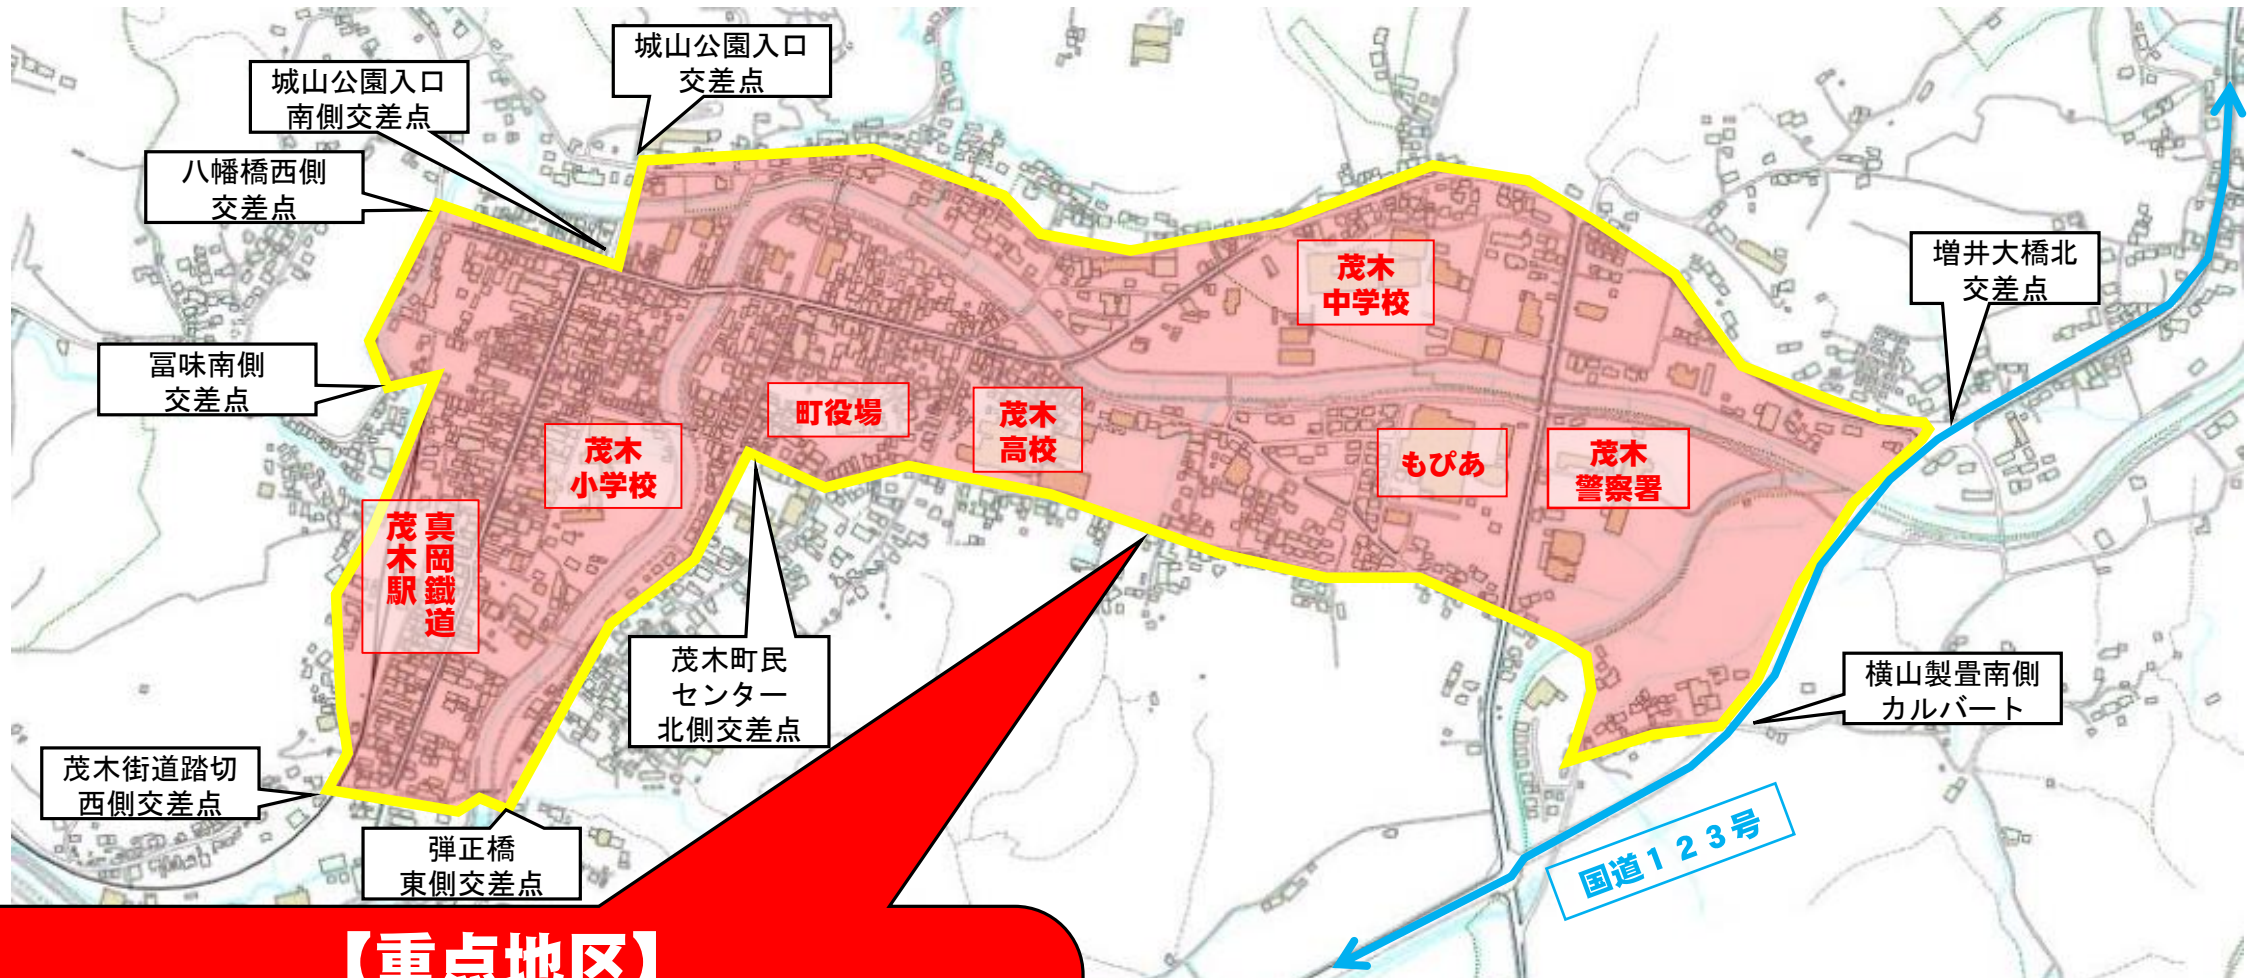 城山公園入口
交差点
城山公園入口
南側交差点
八幡橋西側
交差点
冨味南側
交差点
増井大橋北
交差点
茂木
中学校
町役場
茂木
高校
茂木
小学校
もぴあ
茂木
警察署
真岡鐵道
茂木駅
茂木町民
センター
北側交差点
横山製畳南側
カルバート
茂木街道踏切
西側交差点
弾正橋
東側交差点
国道１２３号
【重点地区】